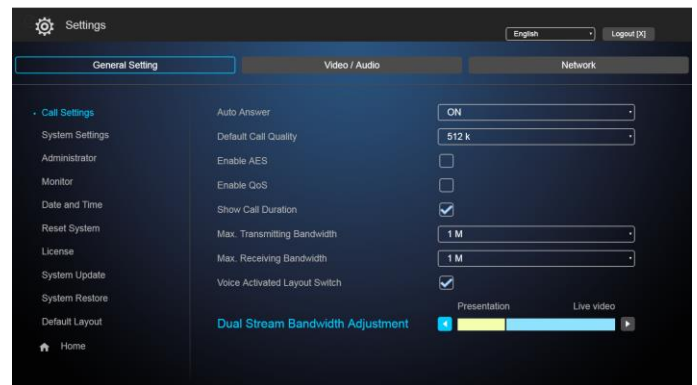 Settings
English
Logout [X]
General Setting
Video / Audio
Network
Call Settings
System Settings
Administrator
Monitor
Date and Time
Reset System
License
System Update
System Restore
Default Layout
Home
Auto Answer
ON
Default Call Quality
512 k
Enable AES
Enable QoS
Show Call Duration
Max. Transmitting Bandwidth
1 M
Max. Receiving Bandwidth
1 M
Voice Activated Layout Switch
Presentation
Live video
Dual Stream Bandwidth Adjustment